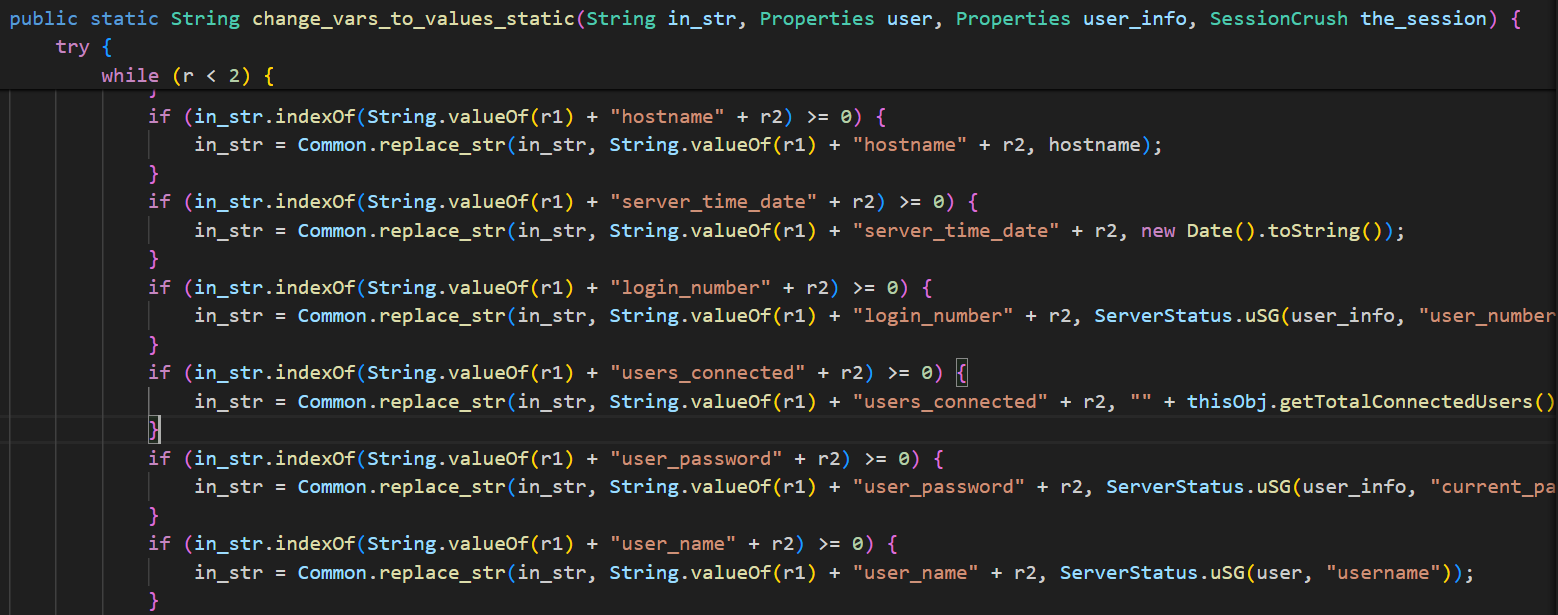 public static String change_vars_to_values_static(String in_str, Properties user, Properties user_info, SessionCrush the_session) {
try {
while (r < 2) {
}
if (in_str.indexOf(String.valueOf(r1) + "hostname" + r2) >= 0) {
in_str = Common.replace_str(in_str, String.valueOf(r1) + "hostname" + r2, hostname);
}
if (in_str.indexOf(String.valueOf(r1) + "server_time_date" + r2) >= 0) {
in_str = Common.replace_str(in_str, String.valueOf(r1) + "server_time_date" + r2, new Date().toString());
}
if (in_str.indexOf(String.valueOf(r1) + "login_number" + r2) >= 0) {
in_str = Common.replace_str(in_str, String.valueOf(r1) + "login_number" + r2, ServerStatus.uSG(user_info, "user_number
}
if (in_str.indexOf(String.valueOf(r1) + "users_connected" + r2) >= 0) {
in_str = Common.replace_str(in_str, String.valueOf(r1) + "users_connected" + r2, "" + thisObj.getTotalConnectedUsers()
}
if (in_str.indexOf(String.valueOf(r1) + "user_password" + r2) >= 0) {
in_str = Common.replace_str(in_str, String.valueOf(r1) + "user_password" + r2, ServerStatus.uSG(user_info, "current_pa
}
if (in_str.indexOf(String.valueOf(r1) + "user_name" + r2) >= 0) {
in_str = Common.replace_str(in_str, String.valueOf(r1) + "user_name" + r2, ServerStatus.uSG(user, "username"));
}